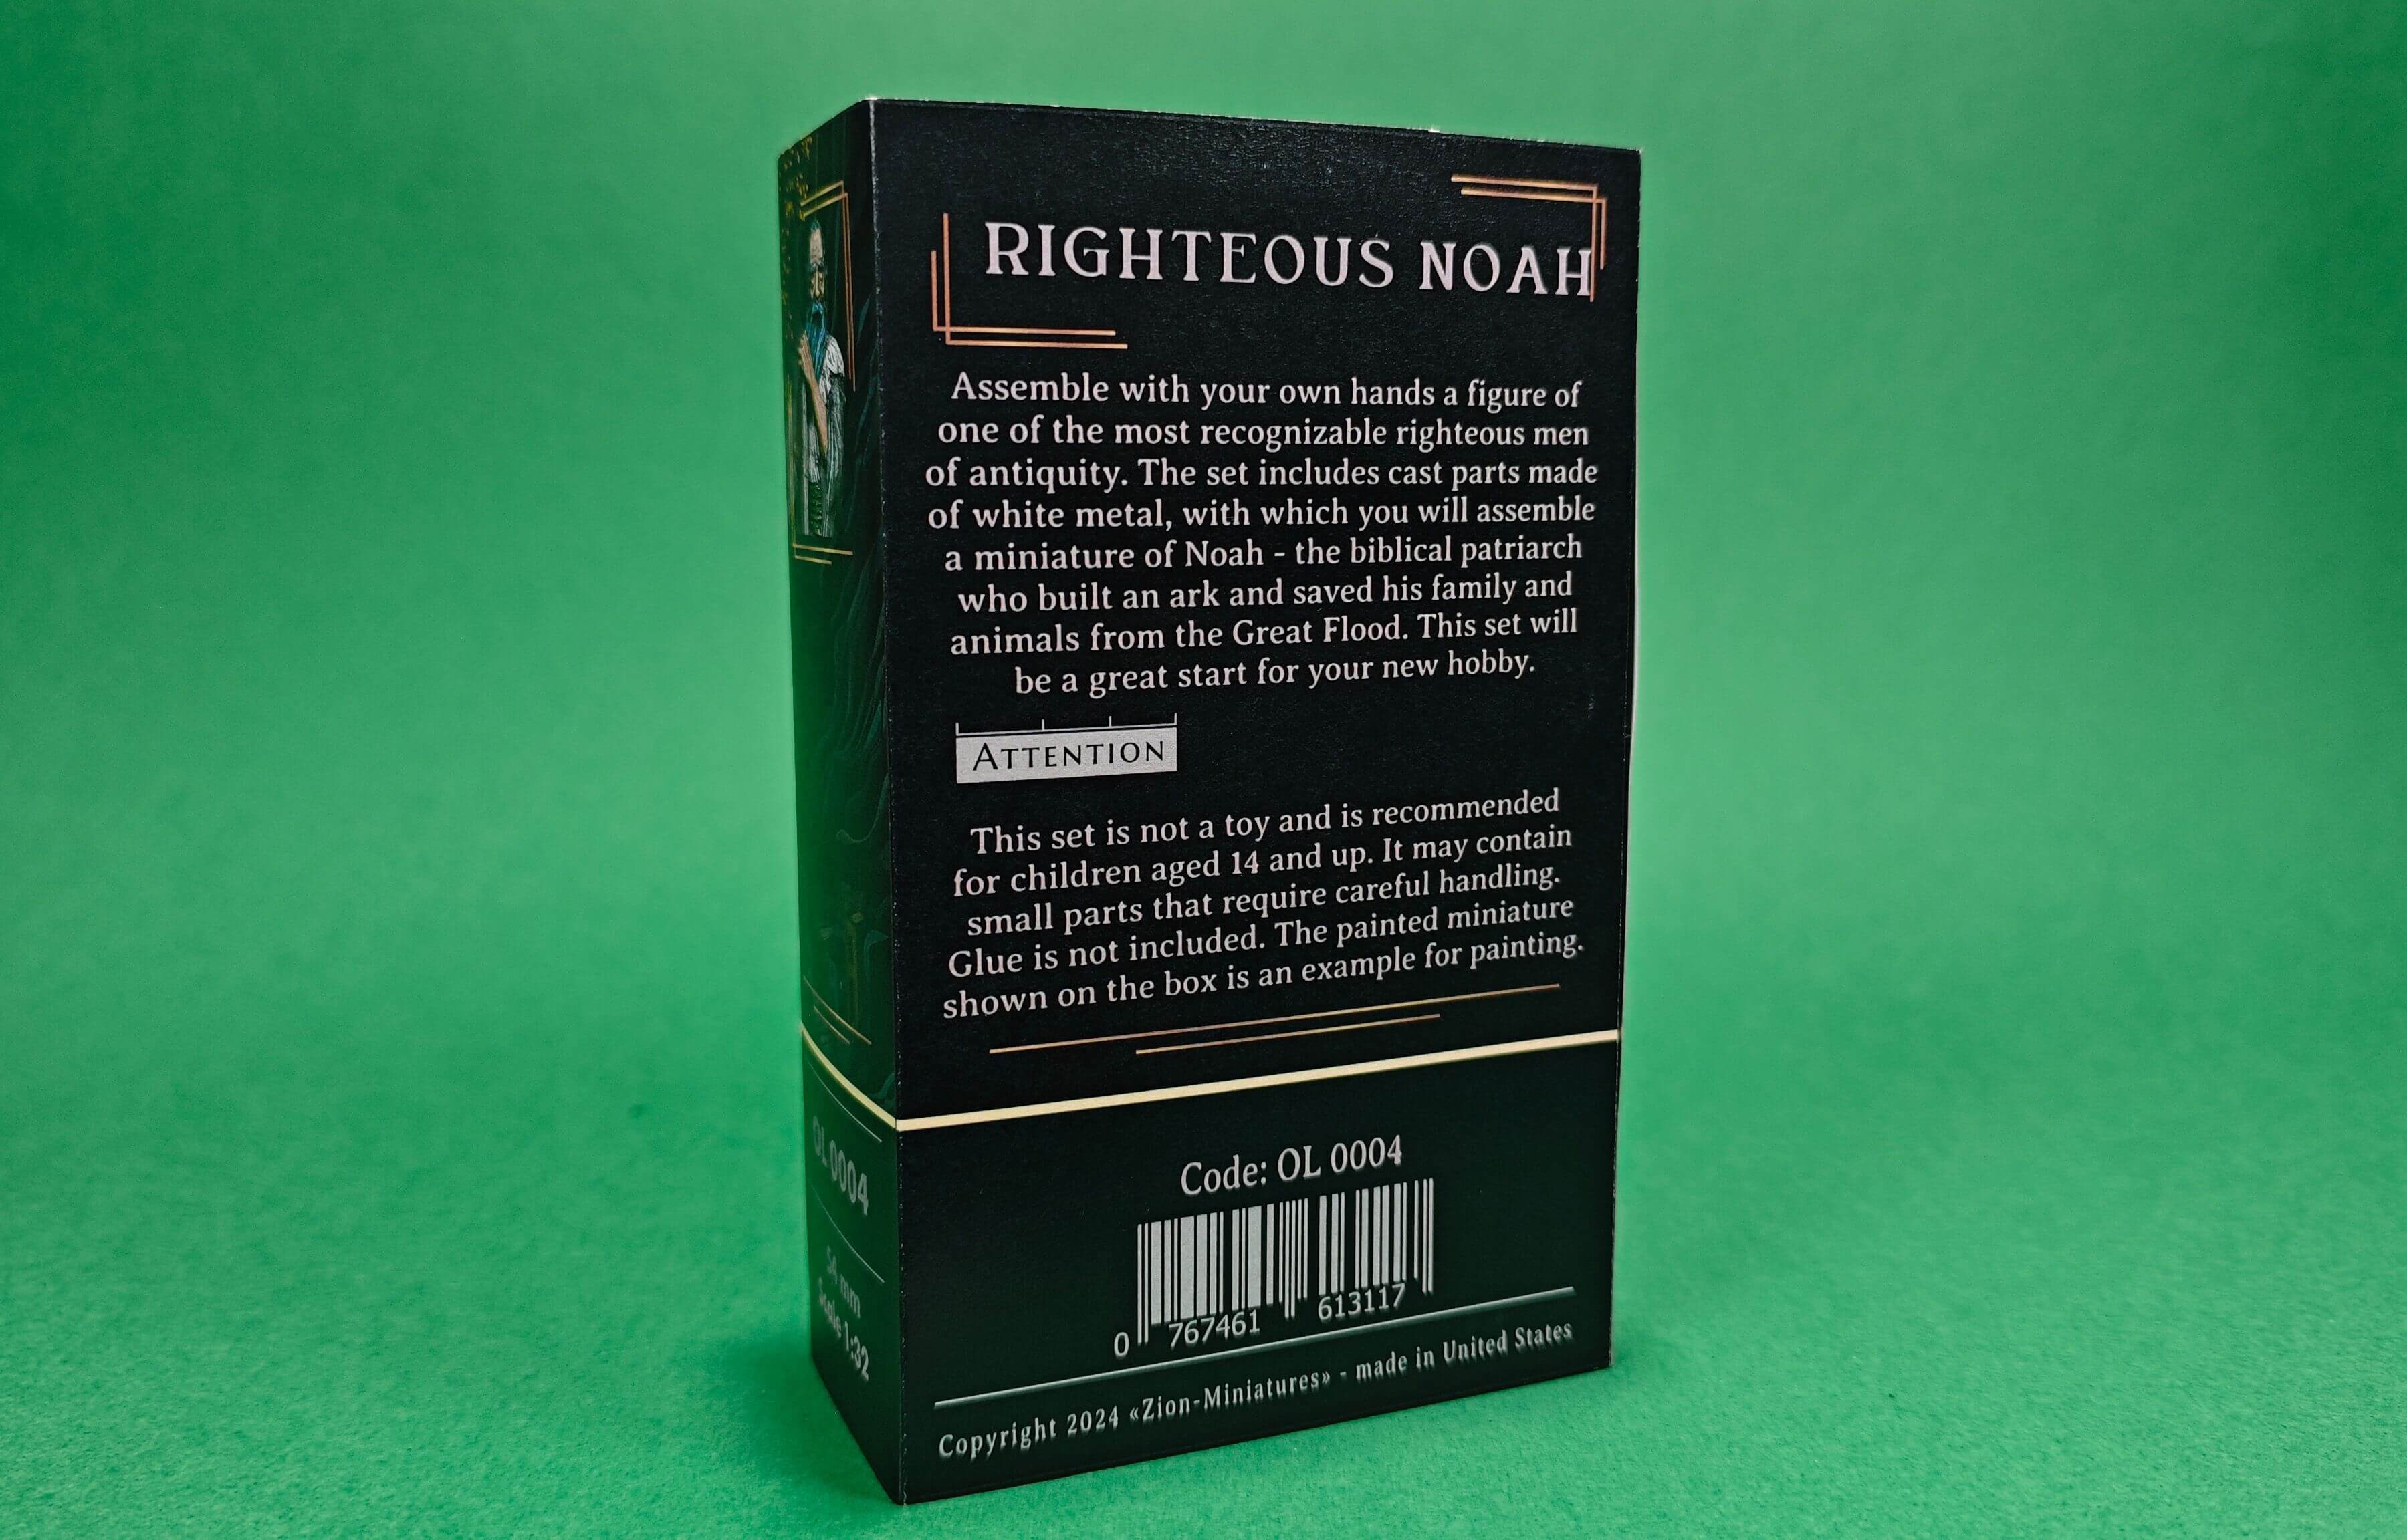 RIGHTEOUS NOAH
Assemble with your own hands a figure of
one of the most recognizable righteous men
of antiquity. The set includes cast parts made
of white metal, with which you will assemble
a miniature of Noah - the biblical patriarch
who built an ark and saved his family and
animals from the Great Flood. This set will
be a great start for your new hobby.
ATTENTION
This set is not a toy and is recommended
for children aged 14 and up. It may contain
small parts that require careful handling.
Glue is not included. The painted miniature
shown on the box is an example for painting.
Code: OL 0004
0 767461 613117
Copyright 2024 «Zion-Miniatures» - made in United States
OL 0004
54 mm
Scale 1:32